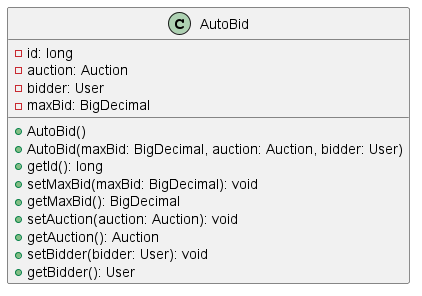 C AutoBid
id: long
auction: Auction
bidder: User
maxBid: BigDecimal
AutoBid()
AutoBid(maxBid: BigDecimal, auction: Auction, bidder: User)
getId(): long
setMaxBid(maxBid: BigDecimal): void
getMaxBid(): BigDecimal
setAuction(auction: Auction): void
getAuction(): Auction
setBidder(bidder: User): void
getBidder(): User